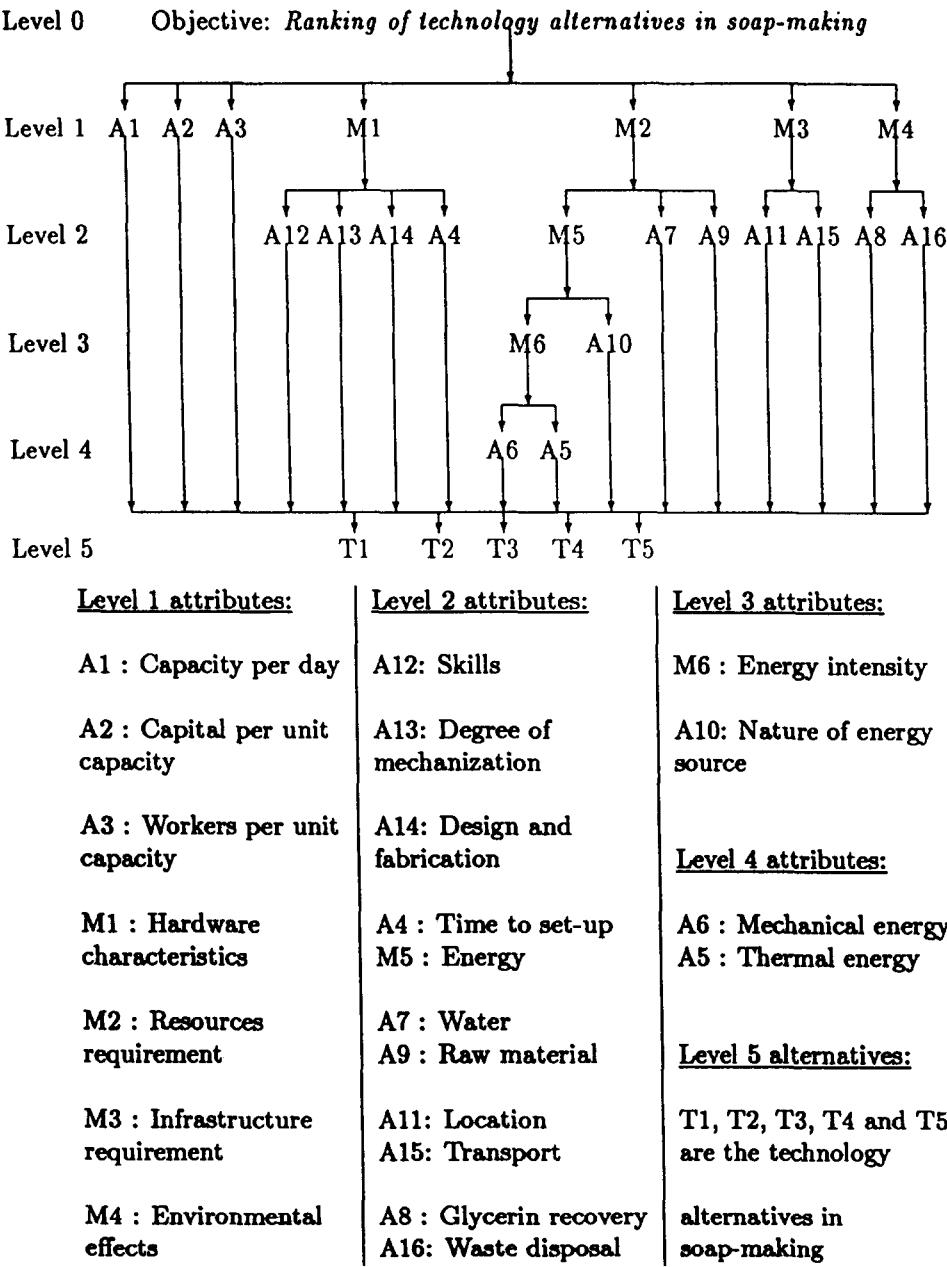 Level 0 Objective: Ranking of technology alternatives in soap-making
Level 1 A1 A2 A3 M1 M2 M3 M4
Level 2 A12 A13 A14 A4 M5 A7 A9 A11 A15 A8 A16
Level 3 M6 A10
Level 4 A6 A5
Level 5 T1 T2 T3 T4 T5
Level 1 attributes:
A1 : Capacity per day
A2 : Capital per unit
capacity
A3 : Workers per unit
capacity
M1 : Hardware
characteristics
M2 : Resources
requirement
M3 : Infrastructure
requirement
M4 : Environmental
effects
Level 2 attributes:
A12: Skills
A13: Degree of
mechanization
A14: Design and
fabrication
A4 : Time to set-up
M5 : Energy
A7 : Water
A9 : Raw material
A11: Location
A15: Transport
A8 : Glycerin recovery
A16: Waste disposal
Level 3 attributes:
M6 : Energy intensity
A10: Nature of energy
source
Level 4 attributes:
A6 : Mechanical energy
A5 : Thermal energy
Level 5 alternatives:
T1, T2, T3, T4 and T5
are the technology
alternatives in
soap-making